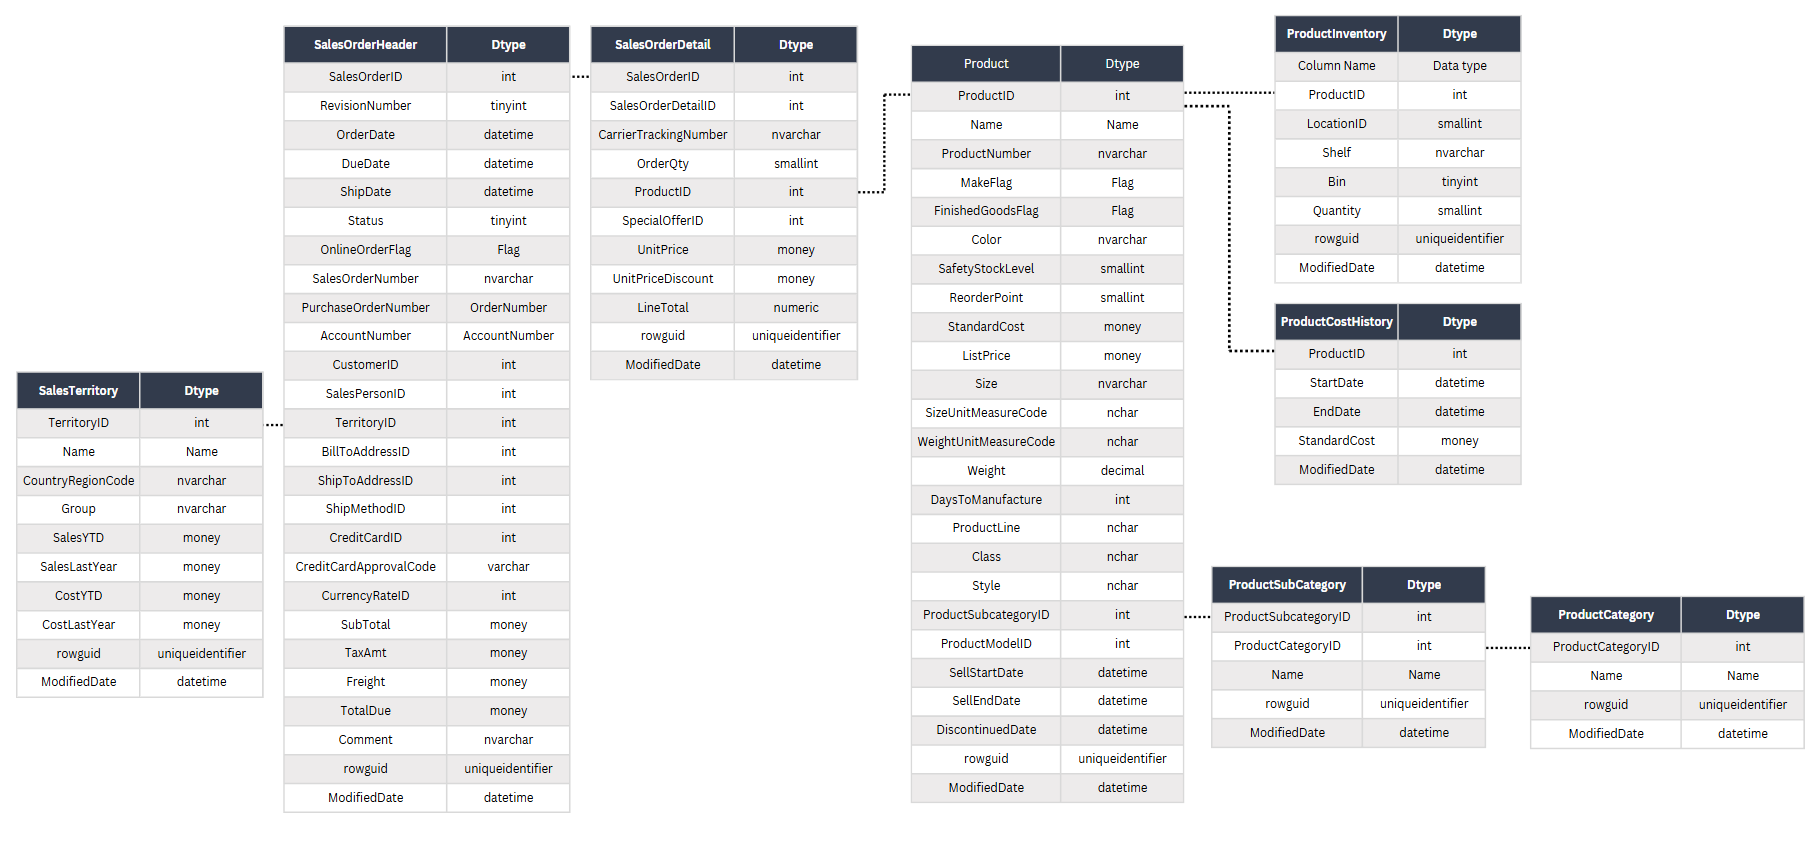 SalesOrderHeader Dtype
SalesOrderID int
RevisionNumber tinyint
OrderDate datetime
DueDate datetime
ShipDate datetime
Status tinyint
OnlineOrderFlag Flag
SalesOrderNumber nvarchar
PurchaseOrderNumber OrderNumber
AccountNumber AccountNumber
CustomerID int
SalesPersonID int
TerritoryID int
BillToAddressID int
ShipToAddressID int
ShipMethodID int
CreditCardID int
CreditCardApprovalCode varchar
CurrencyRateID int
SubTotal money
TaxAmt money
Freight money
TotalDue money
Comment nvarchar
rowguid uniqueidentifier
ModifiedDate datetime
SalesTerritory Dtype
TerritoryID int
Name Name
CountryRegionCode nvarchar
Group nvarchar
SalesYTD money
SalesLastYear money
CostYTD money
CostLastYear money
rowguid uniqueidentifier
ModifiedDate datetime
SalesOrderDetail Dtype
SalesOrderID int
SalesOrderDetailID int
CarrierTrackingNumber nvarchar
OrderQty smallint
ProductID int
SpecialOfferID int
UnitPrice money
UnitPriceDiscount money
LineTotal numeric
rowguid uniqueidentifier
ModifiedDate datetime
Product Dtype
ProductID int
Name Name
ProductNumber nvarchar
MakeFlag Flag
FinishedGoodsFlag Flag
Color nvarchar
SafetyStockLevel smallint
ReorderPoint smallint
StandardCost money
ListPrice money
Size nvarchar
SizeUnitMeasureCode nchar
WeightUnitMeasureCode nchar
Weight decimal
DaysToManufacture int
ProductLine nchar
Class nchar
Style nchar
ProductSubcategoryID int
ProductModelID int
SellStartDate datetime
SellEndDate datetime
DiscontinuedDate datetime
rowguid uniqueidentifier
ModifiedDate datetime
ProductInventory Dtype
Column Name Data type
ProductID int
LocationID smallint
Shelf nvarchar
Bin tinyint
Quantity smallint
rowguid uniqueidentifier
ModifiedDate datetime
ProductCostHistory Dtype
ProductID int
StartDate datetime
EndDate datetime
StandardCost money
ModifiedDate datetime
ProductSubCategory Dtype
ProductSubcategoryID int
ProductCategoryID int
Name Name
rowguid uniqueidentifier
ModifiedDate datetime
ProductCategory Dtype
ProductCategoryID int
Name Name
rowguid uniqueidentifier
ModifiedDate datetime